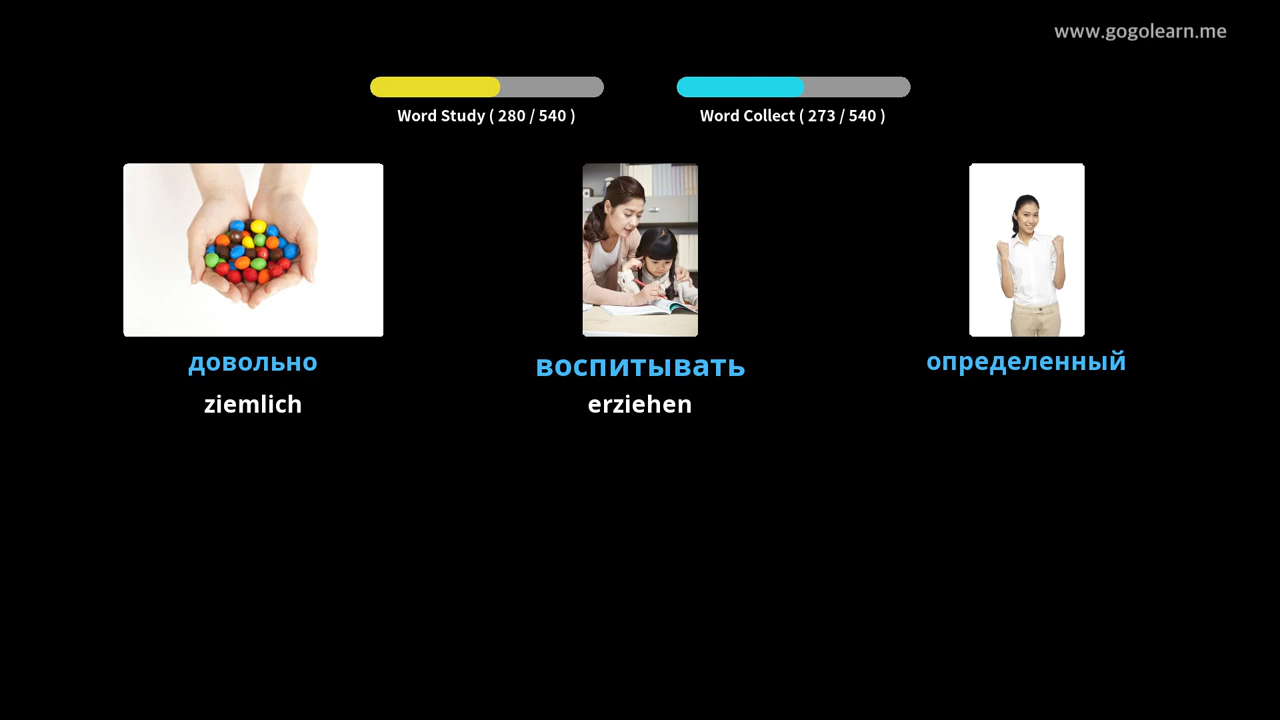 www.gogolearn.me
Word Study ( 280 / 540 )
Word Collect ( 273 / 540 )
довольно
воспитывать
определенный
ziemlich
erziehen